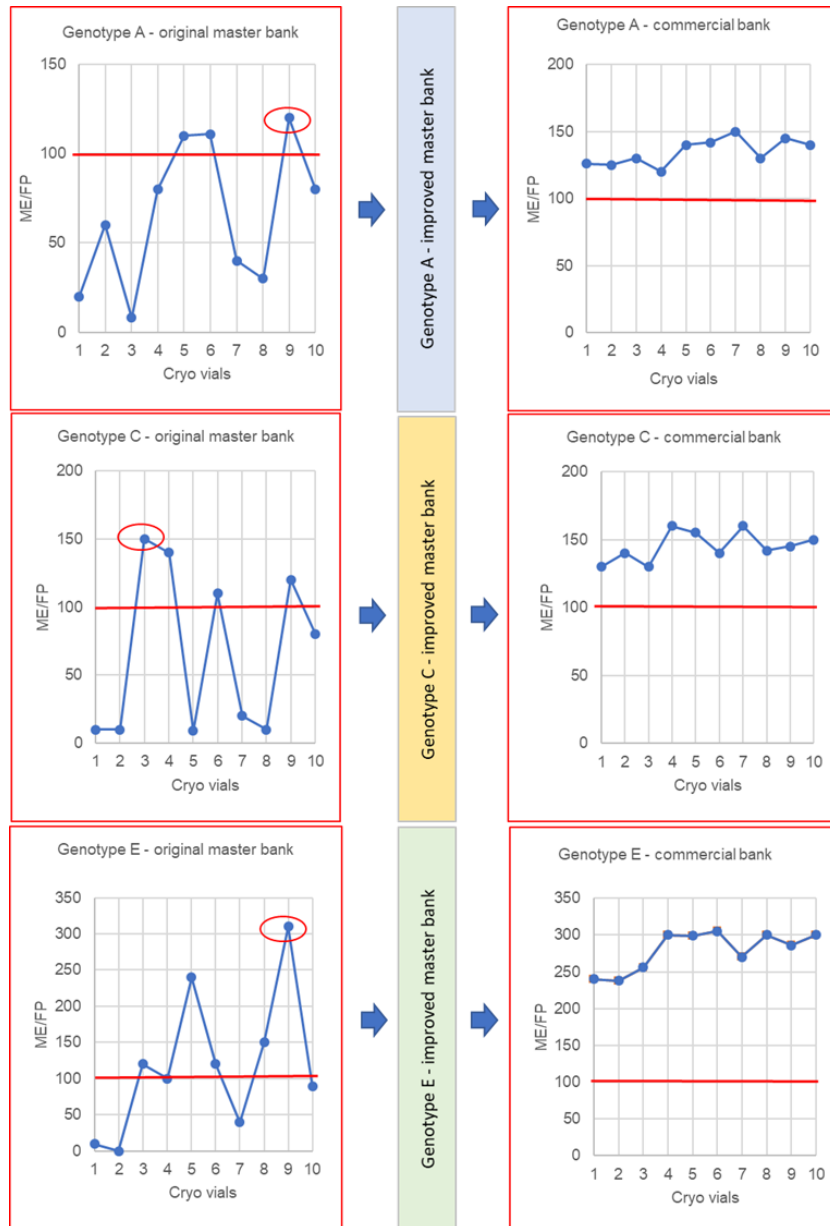 Genotype A - original master bank
150
100
50
0
ME/FP
1 2 3 4 5 6 7 8 9 10
Cryo vials
Genotype A - improved master bank
Genotype A - commercial bank
200
150
100
50
0
ME/FP
1 2 3 4 5 6 7 8 9 10
Cryo vials
Genotype C - original master bank
200
150
100
50
0
ME/FP
1 2 3 4 5 6 7 8 9 10
Cryo vials
Genotype C - improved master bank
Genotype C - commercial bank
200
150
100
50
0
ME/FP
1 2 3 4 5 6 7 8 9 10
Cryo vials
Genotype E - original master bank
350
300
250
200
150
100
50
0
ME/FP
1 2 3 4 5 6 7 8 9 10
Cryo vials
Genotype E - improved master bank
Genotype E - commercial bank
350
300
250
200
150
100
50
0
ME/FP
1 2 3 4 5 6 7 8 9 10
Cryo vials